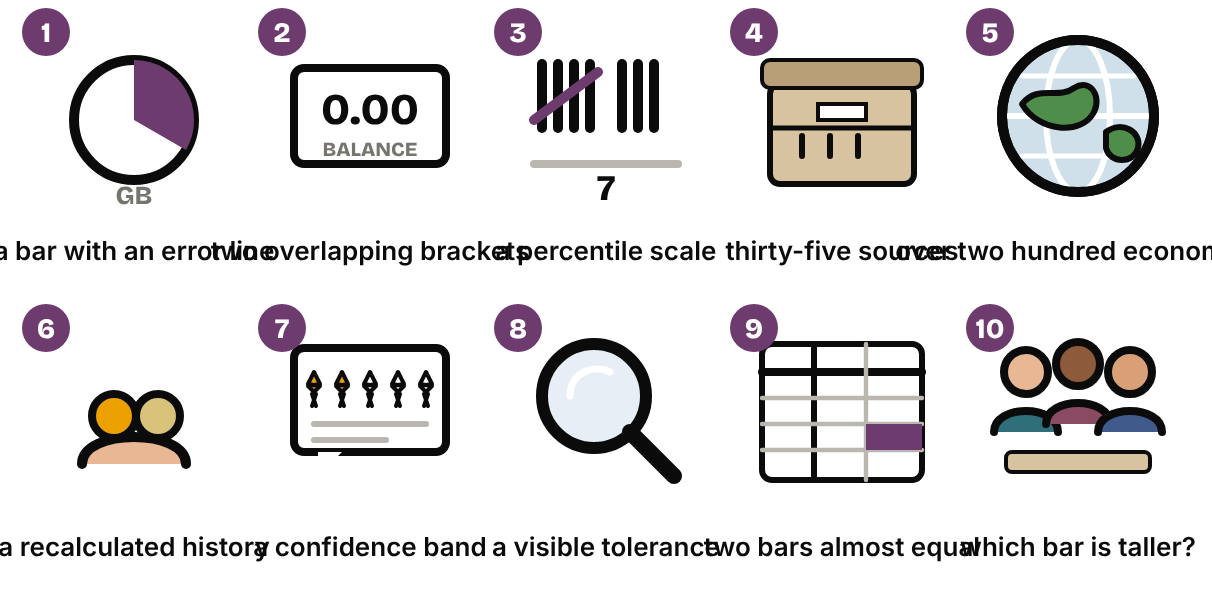 1
2
3
4
5
0.00
BALANCE
GB
7
a bar with an error line
two overlapping brackets
a percentile scale
thirty-five sources
over two hundred econom
6
7
8
9
10
a recalculated history
a confidence band
a visible tolerance
two bars almost equal
which bar is taller?